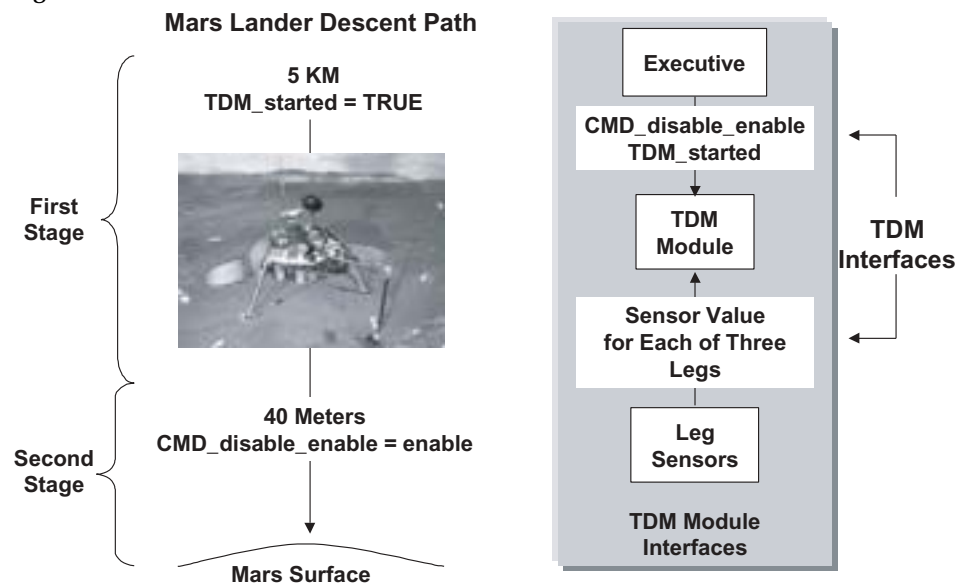 Mars Lander Descent Path
5 KM
TDM_started = TRUE
First
Stage
40 Meters
CMD_disable_enable = enable
Second
Stage
Mars Surface
Executive
CMD_disable_enable
TDM_started
TDM
Module
TDM
Interfaces
Sensor Value
for Each of Three
Legs
Leg
Sensors
TDM Module
Interfaces